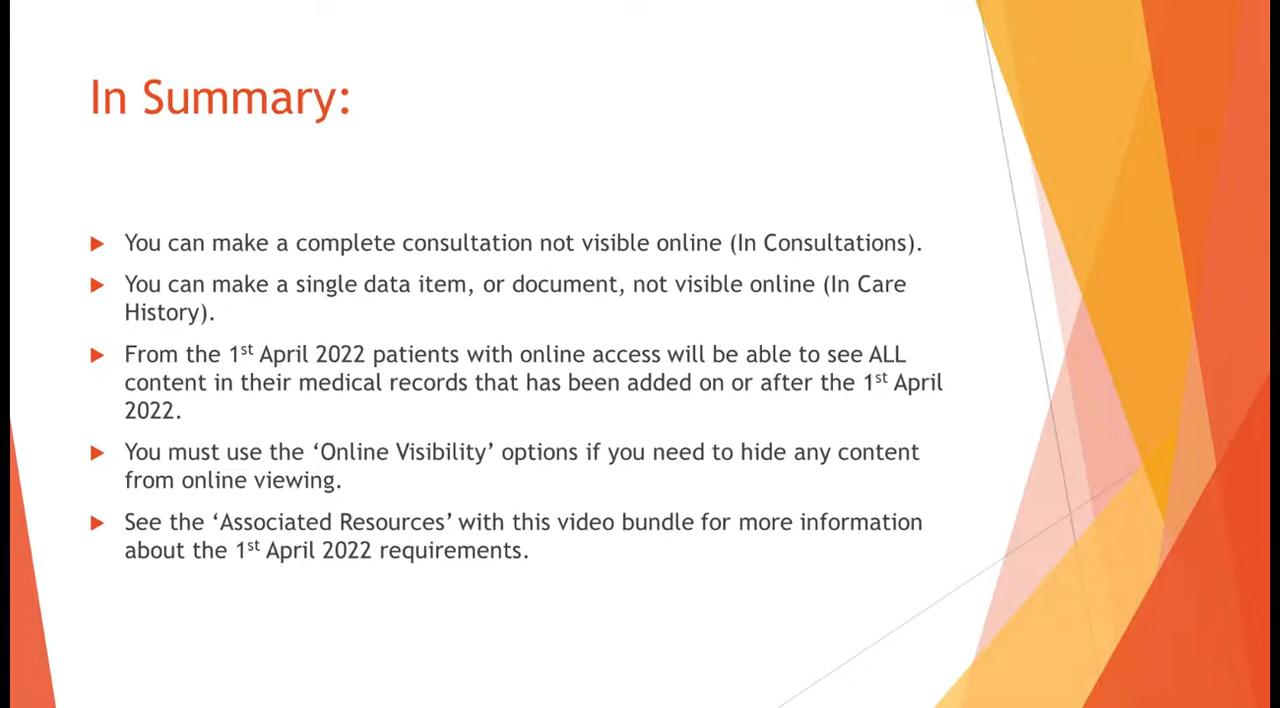 In Summary:
You can make a complete consultation not visible online (In Consultations).
You can make a single data item, or document, not visible online (In Care
History).
From the 1st April 2022 patients with online access will be able to see ALL
content in their medical records that has been added on or after the 1st April
2022.
You must use the ‘Online Visibility’ options if you need to hide any content
from online viewing.
See the ‘Associated Resources’ with this video bundle for more information
about the 1st April 2022 requirements.